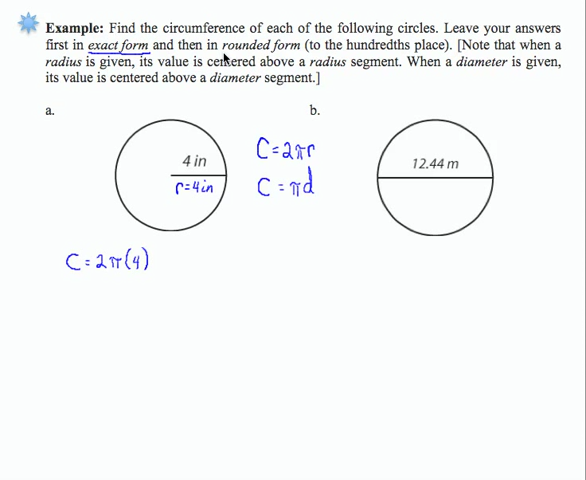 Example: Find the circumference of each of the following circles. Leave your answers
first in exact form and then in rounded form (to the hundredths place). [Note that when a
radius is given, its value is centered above a radius segment. When a diameter is given,
its value is centered above a diameter segment.]
a.
b.
4 in
r=4in
C=2πr
C=πd
12.44 m
C=2π(4)